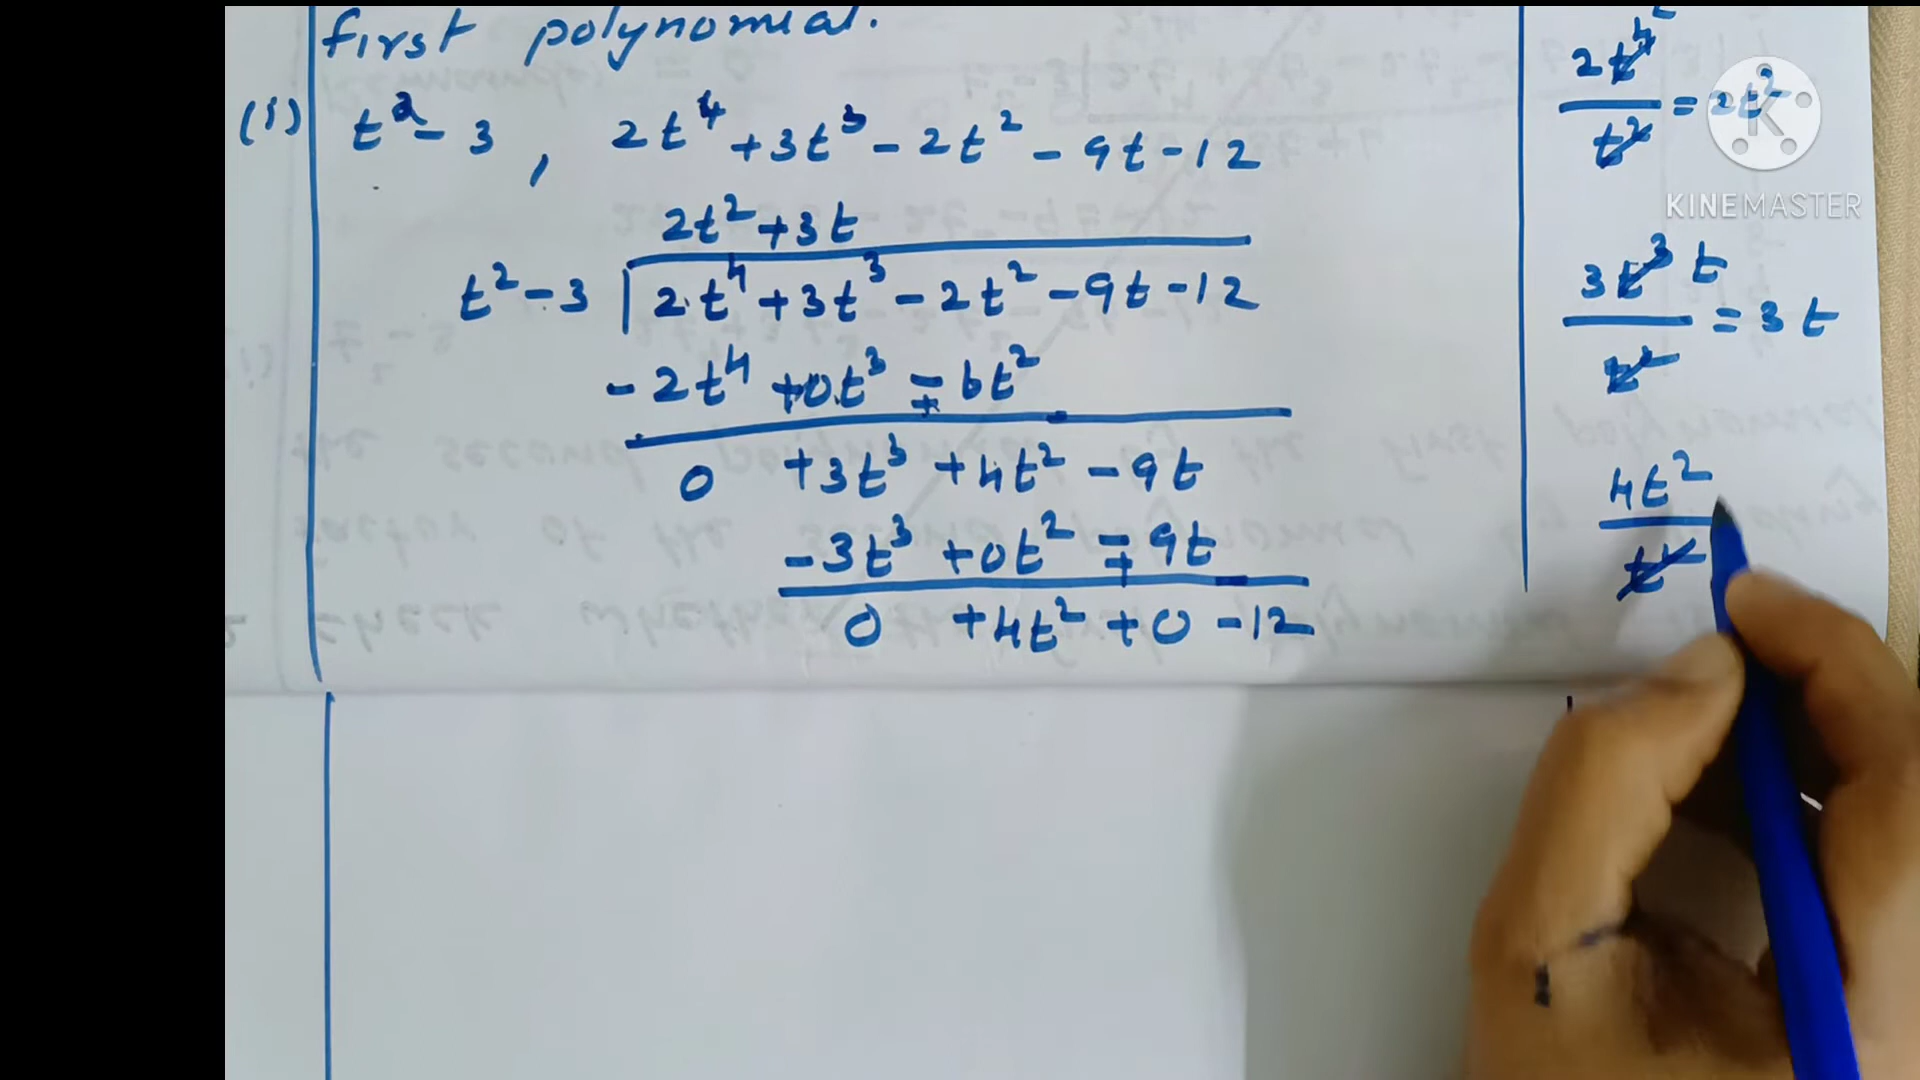 first polynomial.
(i) t² - 3 , 2t⁴ + 3t³ - 2t² - 9t - 12
2t² + 3t
t² - 3 2t⁴ + 3t³ - 2t² - 9t - 12
- 2t⁴ + 0t³ - + 6t²
0 + 3t³ + 4t² - 9t
- 3t³ + 0t² - + 9t
0 + 4t² + 0 - 12
2t⁴ t²
t²
= 2t²
KINEMASTER
3t³ t
t²
= 3t
4t²
t²